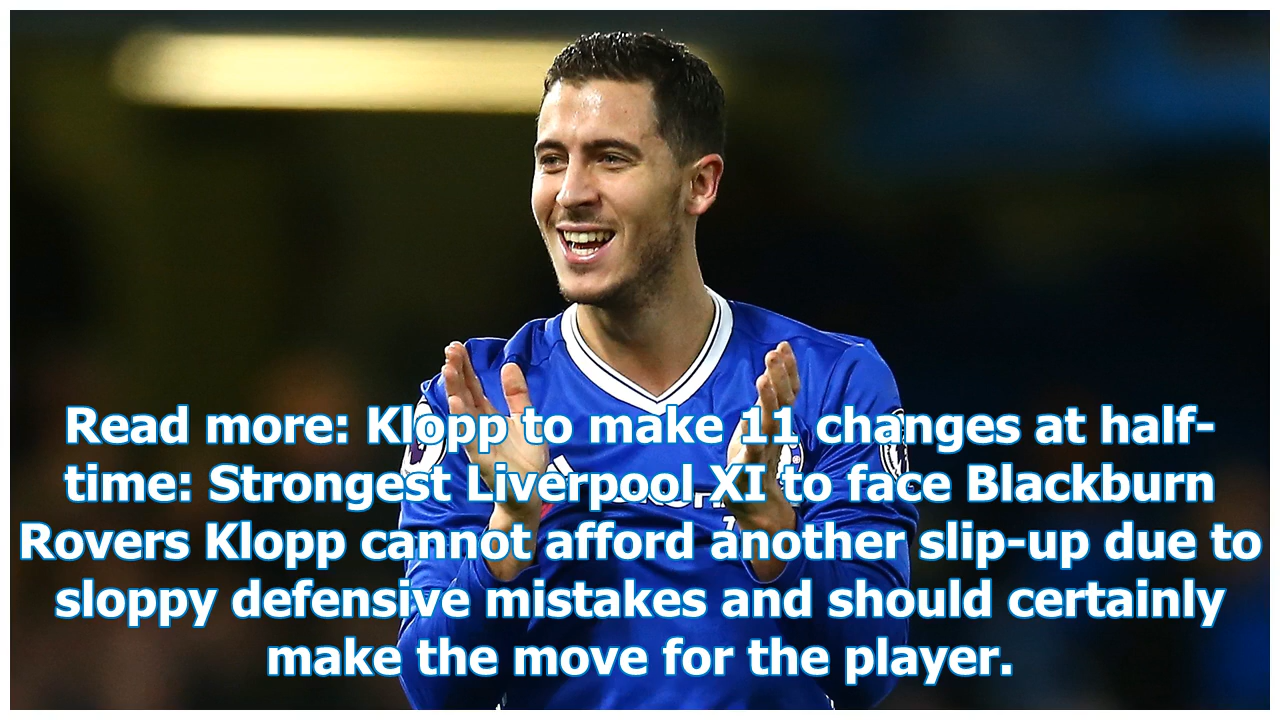 Read more: Klopp to make 11 changes at half-
time: Strongest Liverpool XI to face Blackburn
Rovers Klopp cannot afford another slip-up due to
sloppy defensive mistakes and should certainly
make the move for the player.